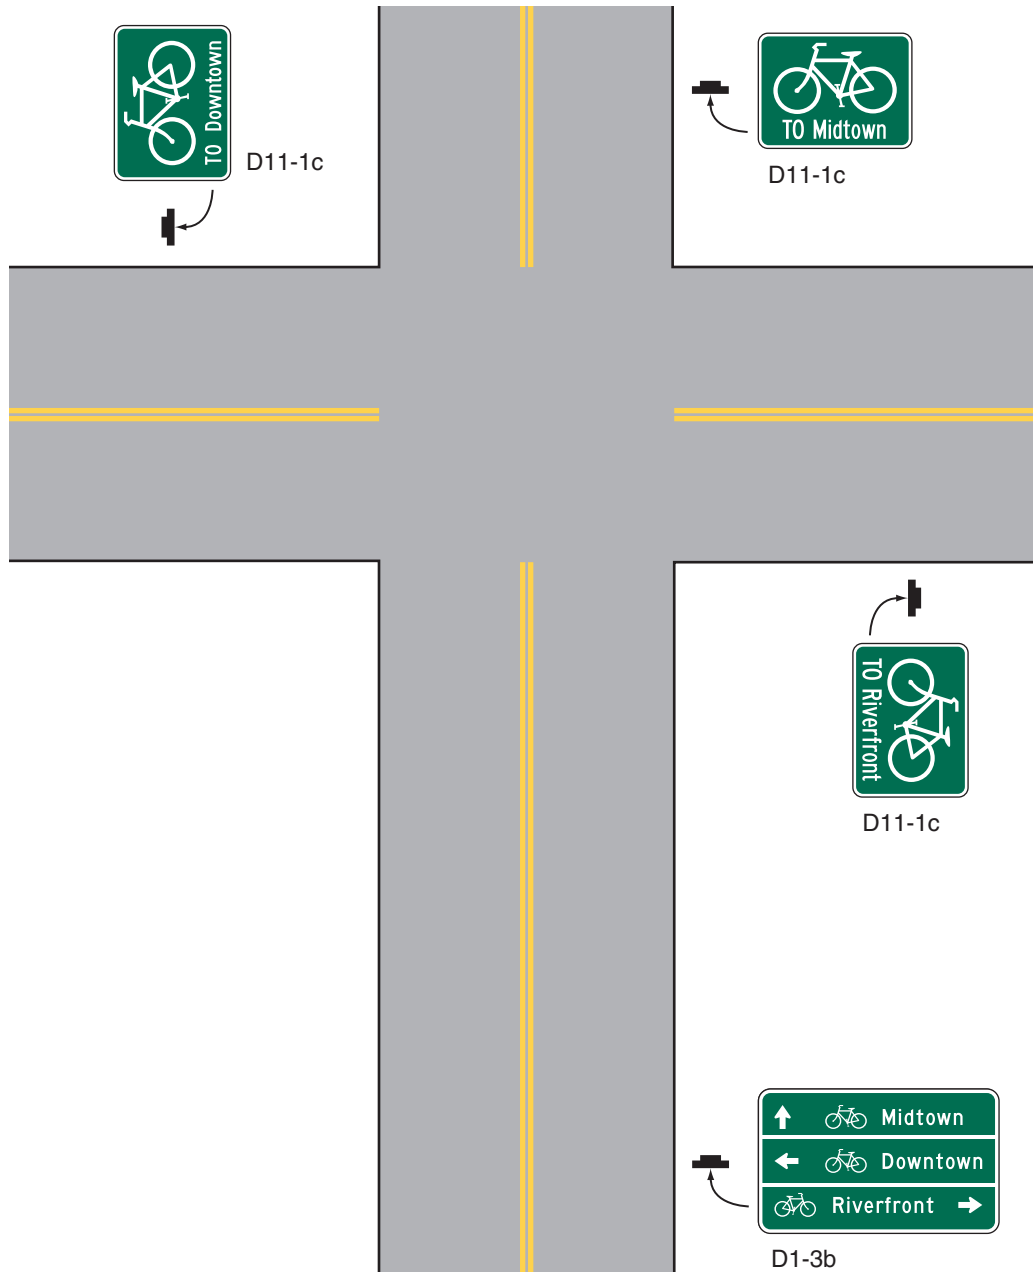 TO Downtown
D11-1c
TO Midtown
D11-1c
TO Riverfront
D11-1c
Midtown
Downtown
Riverfront
D1-3b